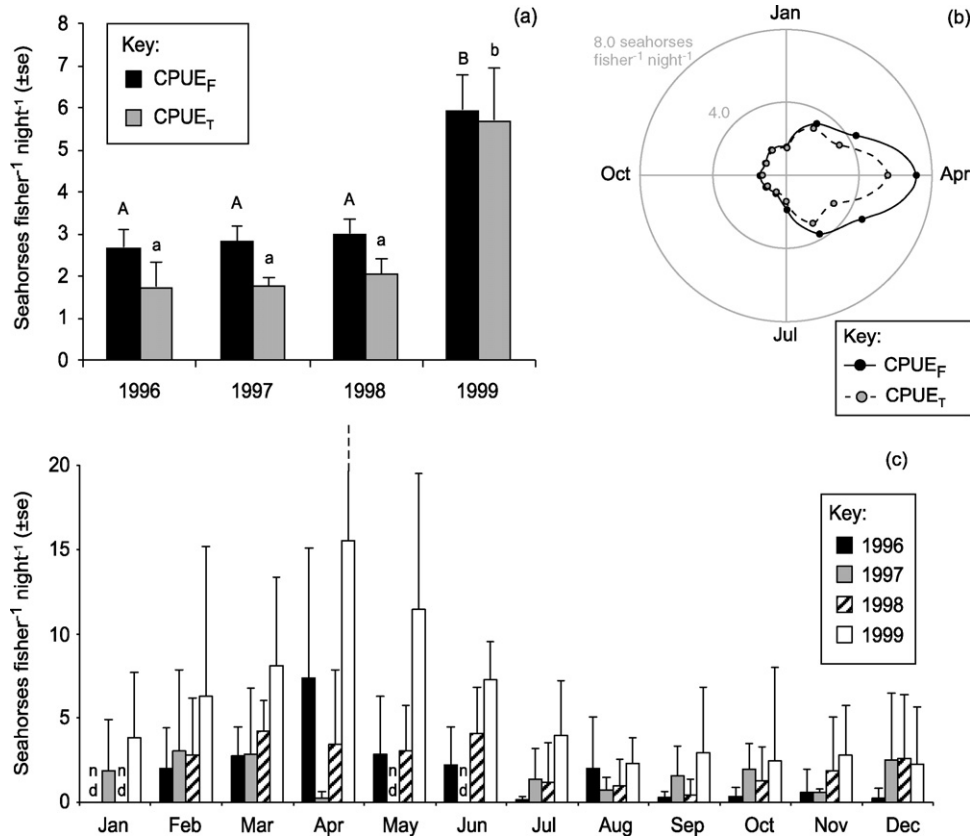 (a)
8
7
6
5
4
3
2
1
0
Seahorses fisher⁻¹ night⁻¹ (±se)
Key:
CPUE_F
CPUE_T
A
a
A
a
A
a
B
b
1996
1997
1998
1999
(b)
Jan
8.0 seahorses
fisher⁻¹ night⁻¹
4.0
Oct
Apr
Jul
Key:
CPUE_F
CPUE_T
(c)
20
15
10
5
0
Seahorses fisher⁻¹ night⁻¹ (±se)
Key:
1996
1997
1998
1999
n
d
n
d
n
d
n
d
Jan
Feb
Mar
Apr
May
Jun
Jul
Aug
Sep
Oct
Nov
Dec